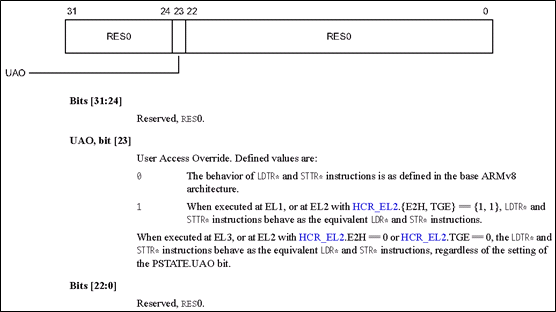 31 24 23 22 0
RES0 RES0
UAO
Bits [31:24]
Reserved, RES0.
UAO, bit [23]
User Access Override. Defined values are:
0 The behavior of LDTR* and STTR* instructions is as defined in the base ARMv8
architecture.
1 When executed at EL1, or at EL2 with HCR_EL2.{E2H, TGE} == {1, 1}, LDTR* and
STTR* instructions behave as the equivalent LDR* and STR* instructions.
When executed at EL3, or at EL2 with HCR_EL2.E2H == 0 or HCR_EL2.TGE == 0, the LDTR* and
STTR* instructions behave as the equivalent LDR* and STR* instructions, regardless of the setting of
the PSTATE.UAO bit.
Bits [22:0]
Reserved, RES0.